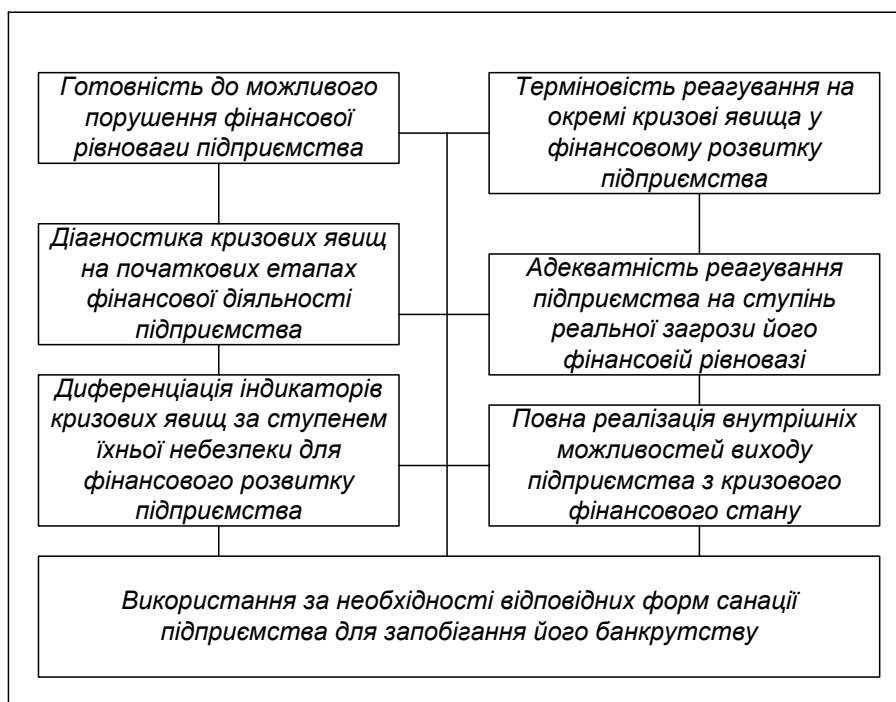 Готовність до можливого
порушення фінансової
рівноваги підприємства
Діагностика кризових явищ
на початкових етапах
фінансової діяльності
підприємства
Диференціація індикаторів
кризових явищ за ступенем
їхньої небезпеки для
фінансового розвитку
підприємства
Терміновість реагування на
окремі кризові явища у
фінансовому розвитку
підприємства
Адекватність реагування
підприємства на ступінь
реальної загрози його
фінансовій рівновазі
Повна реалізація внутрішніх
можливостей виходу
підприємства з кризового
фінансового стану
Використання за необхідності відповідних форм санації
підприємства для запобігання його банкрутству